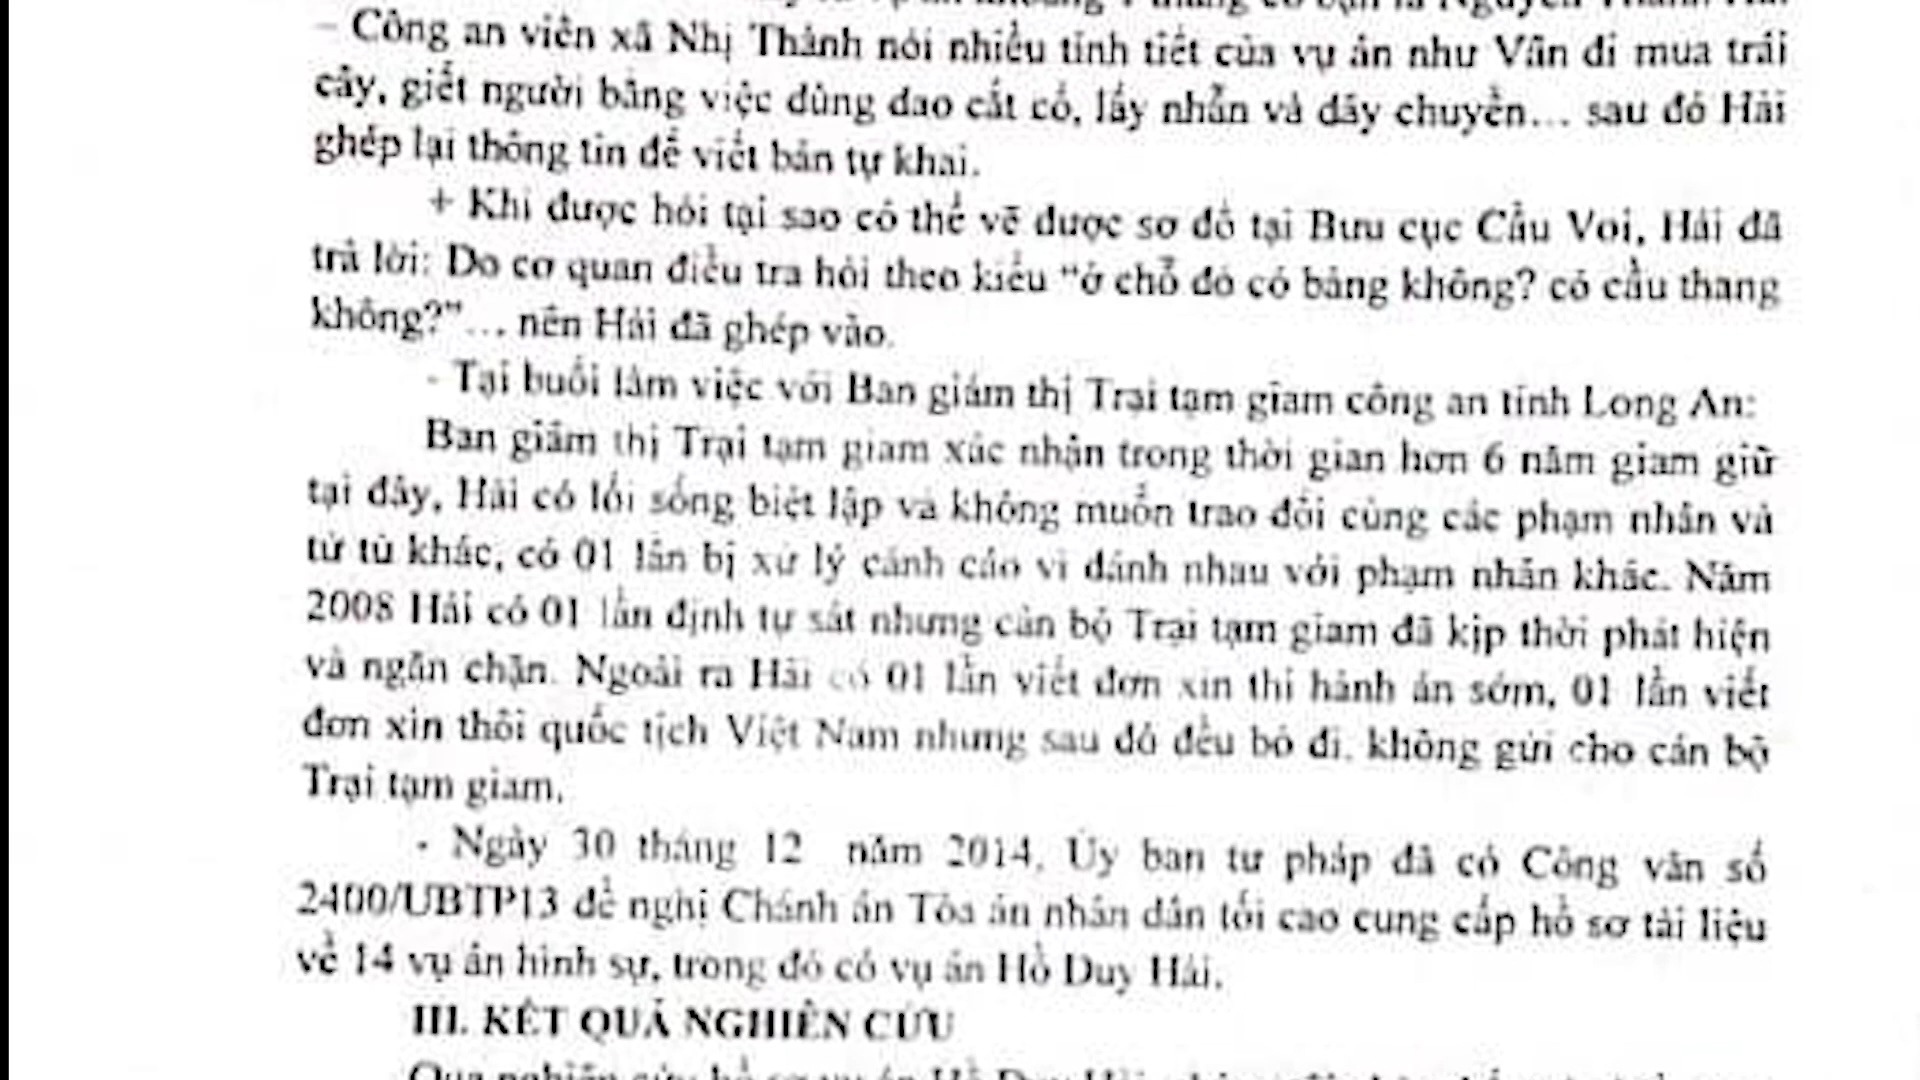 – Công an viên xã Nhị Thành nói nhiều tình tiết của vụ án như Vân đi mua trái
cây, giết người bằng việc dùng dao cắt cổ, lấy nhẫn và dây chuyền... sau đó Hải
ghép lại thông tin để viết bản tự khai.
+ Khi được hỏi tại sao có thể vẽ được sơ đồ tại Bưu cục Cầu Voi, Hải đã
trả lời: Do cơ quan điều tra hỏi theo kiểu "ở chỗ đó có bảng không? có cầu thang
không?"... nên Hải đã ghép vào.
- Tại buổi làm việc với Ban giám thị Trại tạm giam công an tỉnh Long An:
Ban giám thị Trại tạm giam xác nhận trong thời gian hơn 6 năm giam giữ
tại đây, Hải có lối sống biệt lập và không muốn trao đổi cùng các phạm nhân và
tử tù khác, có 01 lần bị xử lý cảnh cáo vì đánh nhau với phạm nhân khác. Năm
2008 Hải có 01 lần định tự sát nhưng cán bộ Trại tạm giam đã kịp thời phát hiện
và ngăn chặn. Ngoài ra Hải có 01 lần viết đơn xin thi hành án sớm, 01 lần viết
đơn xin thôi quốc tịch Việt Nam nhưng sau đó đều bỏ đi, không gửi cho cán bộ
Trại tạm giam.
- Ngày 30 tháng 12 năm 2014, Ủy ban tư pháp đã có Công văn số
2400/UBTP13 đề nghị Chánh án Tòa án nhân dân tối cao cung cấp hồ sơ tài liệu
về 14 vụ án hình sự, trong đó có vụ án Hồ Duy Hải.
III. KẾT QUẢ NGHIÊN CỨU